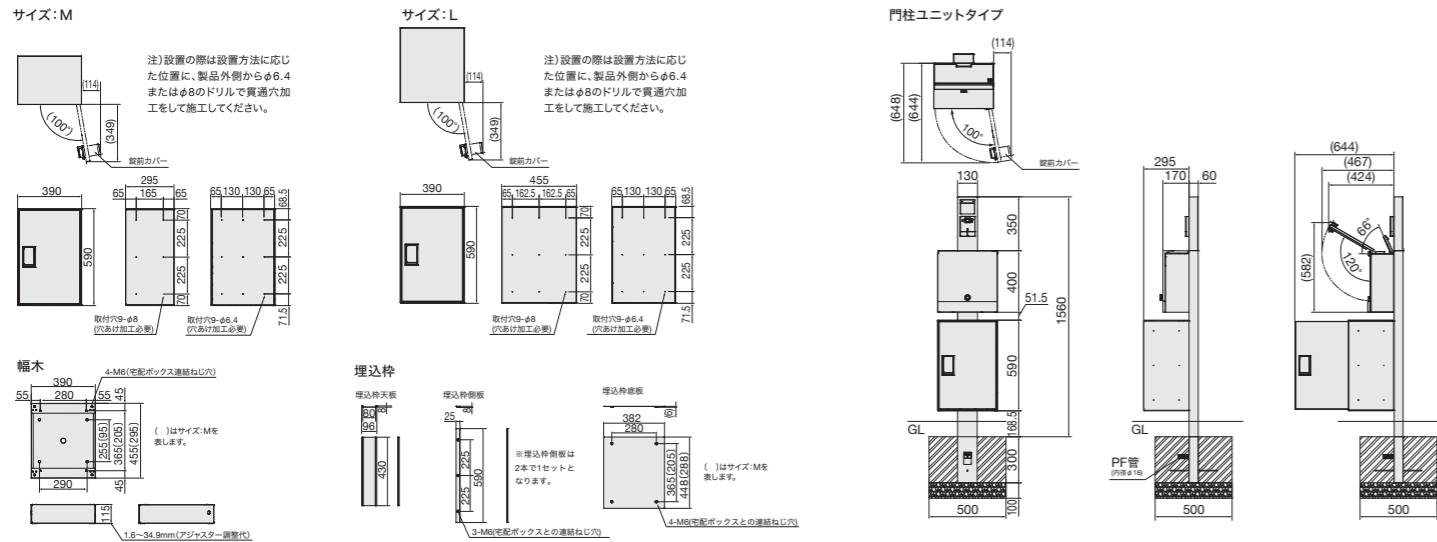 サイズ：M
(114)
(100°)
(349)
錠前カバー
注）設置の際は設置方法に応じ
た位置に、製品外側からφ6.4
またはφ8のドリルで貫通穴加
工をして施工してください。
390
590
295
65 165 65
70
225
225
70
65 130 130 65
68.5
225
225
71.5
取付穴9-φ8
(穴あけ加工必要)
取付穴9-φ6.4
(穴あけ加工必要)
サイズ：L
(114)
(100°)
(349)
錠前カバー
注）設置の際は設置方法に応じ
た位置に、製品外側からφ6.4
またはφ8のドリルで貫通穴加
工をして施工してください。
390
590
455
65 162.5 162.5 65
70
225
225
70
65 130 130 65
68.5
225
225
71.5
取付穴9-φ8
(穴あけ加工必要)
取付穴9-φ6.4
(穴あけ加工必要)
幅木
4-M6(宅配ボックス連結ねじ穴)
390
55 280 55
45
255(95)
365(205)
455(295)
45
290
（　）はサイズ：Mを
表します。
115
1.6〜34.9mm(アジャスター調整代)
埋込枠
埋込枠天板
80
8
96
430
埋込枠側板
25
8
225
225
590
3-M6(宅配ボックスとの連結ねじ穴)
※埋込枠側板は
2本で1セットと
なります。
埋込枠底板
(6)
382
280
365(205)
448(288)
4-M6(宅配ボックスとの連結ねじ穴)
（　）はサイズ：Mを
表します。
門柱ユニットタイプ
(114)
(648)
(644)
100°
錠前カバー
130
350
400
51.5
1560
590
168.5
GL
300
100
500
295
170 60
GL
PF管
(内径φ16)
500
(644)
(467)
(424)
66°
120°
(582)
500